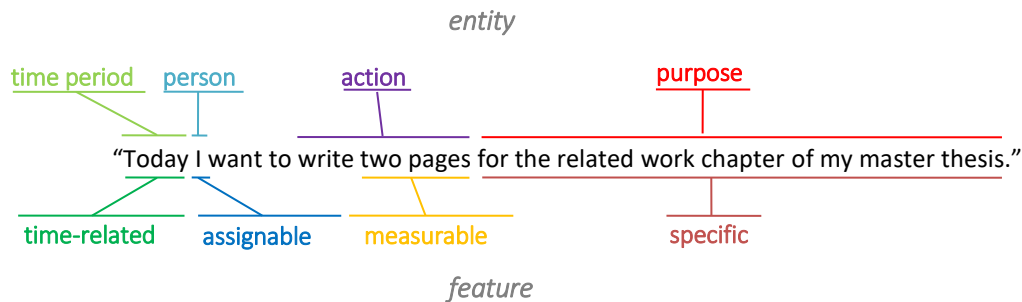 entity
time period person action purpose
“Today I want to write two pages for the related work chapter of my master thesis.”
time-related assignable measurable specific
feature